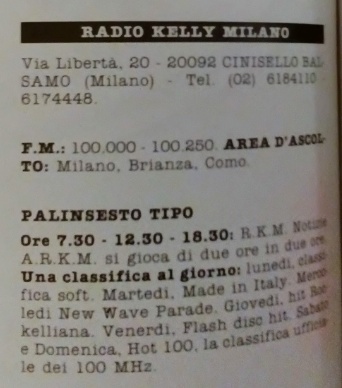 RADIO KELLY MILANO
Via Libertà, 20 - 20092 CINISELLO BAL-
SAMO (Milano) - Tel. (02) 6184110 -
6174448.
F.M.: 100.000 - 100.250. AREA D'ASCOL-
TO: Milano, Brianza, Como.
PALINSESTO TIPO
Ore 7.30 - 12.30 - 18.30: R.K.M. Notizie
A.R.K.M. si gioca di due ore in due ore.
Una classifica al giorno: lunedì, classi-
fica soft. Martedì, Made in Italy. Merco-
ledì New Wave Parade. Giovedì, hit Roc-
kelliana. Venerdì, Flash disc hit. Sabato
e Domenica, Hot 100, la classifica ufficia-
le dei 100 MHz.